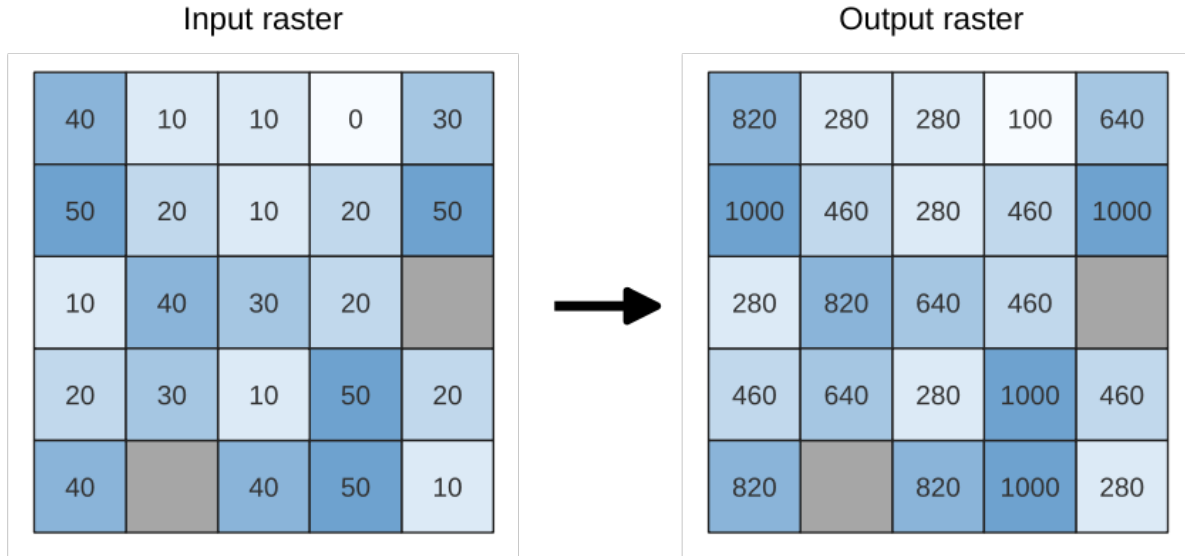 Input raster
Output raster
40 10 10 0 30
50 20 10 20 50
10 40 30 20
20 30 10 50 20
40 40 50 10
820 280 280 100 640
1000 460 280 460 1000
280 820 640 460
460 640 280 1000 460
820 820 1000 280